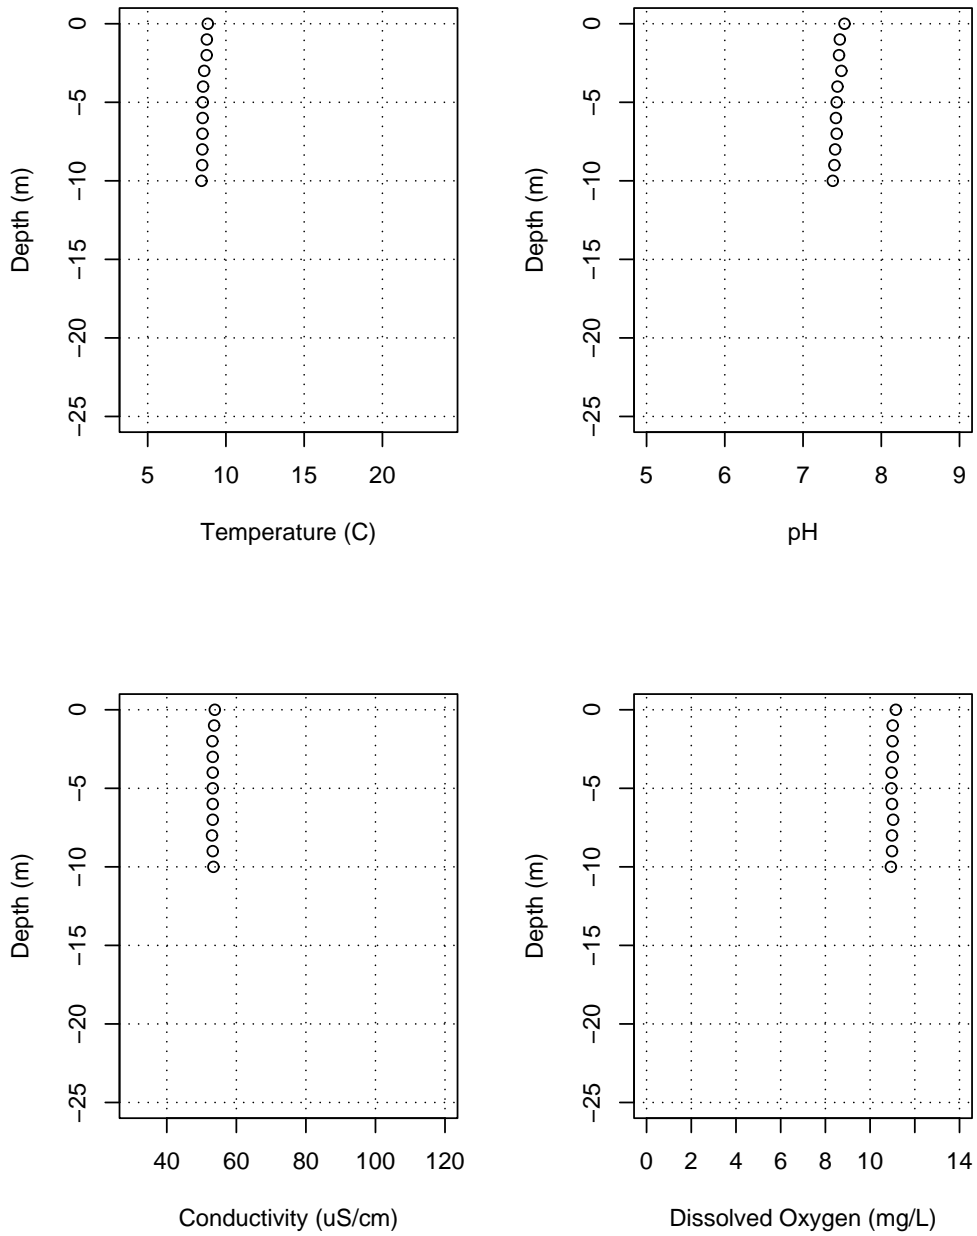 0
−5
−10
−15
−20
−25
Depth (m)
5 10 15 20
Temperature (C)
0
−5
−10
−15
−20
−25
Depth (m)
5 6 7 8 9
pH
0
−5
−10
−15
−20
−25
Depth (m)
40 60 80 100 120
Conductivity (uS/cm)
0
−5
−10
−15
−20
−25
Depth (m)
0 2 4 6 8 10 14
Dissolved Oxygen (mg/L)